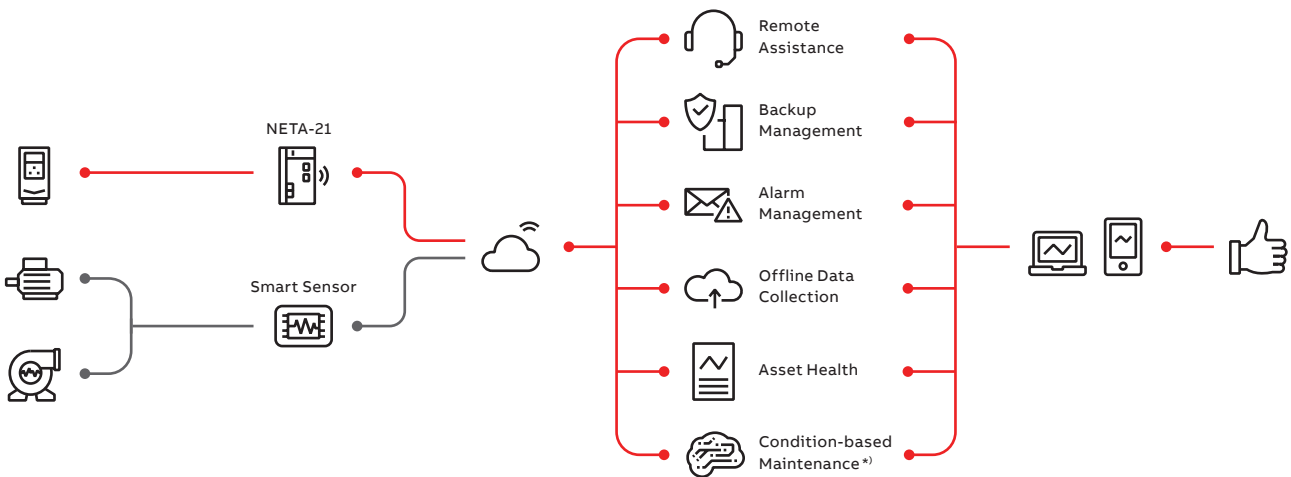 NETA-21
Smart Sensor
Remote
Assistance
Backup
Management
Alarm
Management
Offline Data
Collection
Asset Health
Condition-based
Maintenance *)